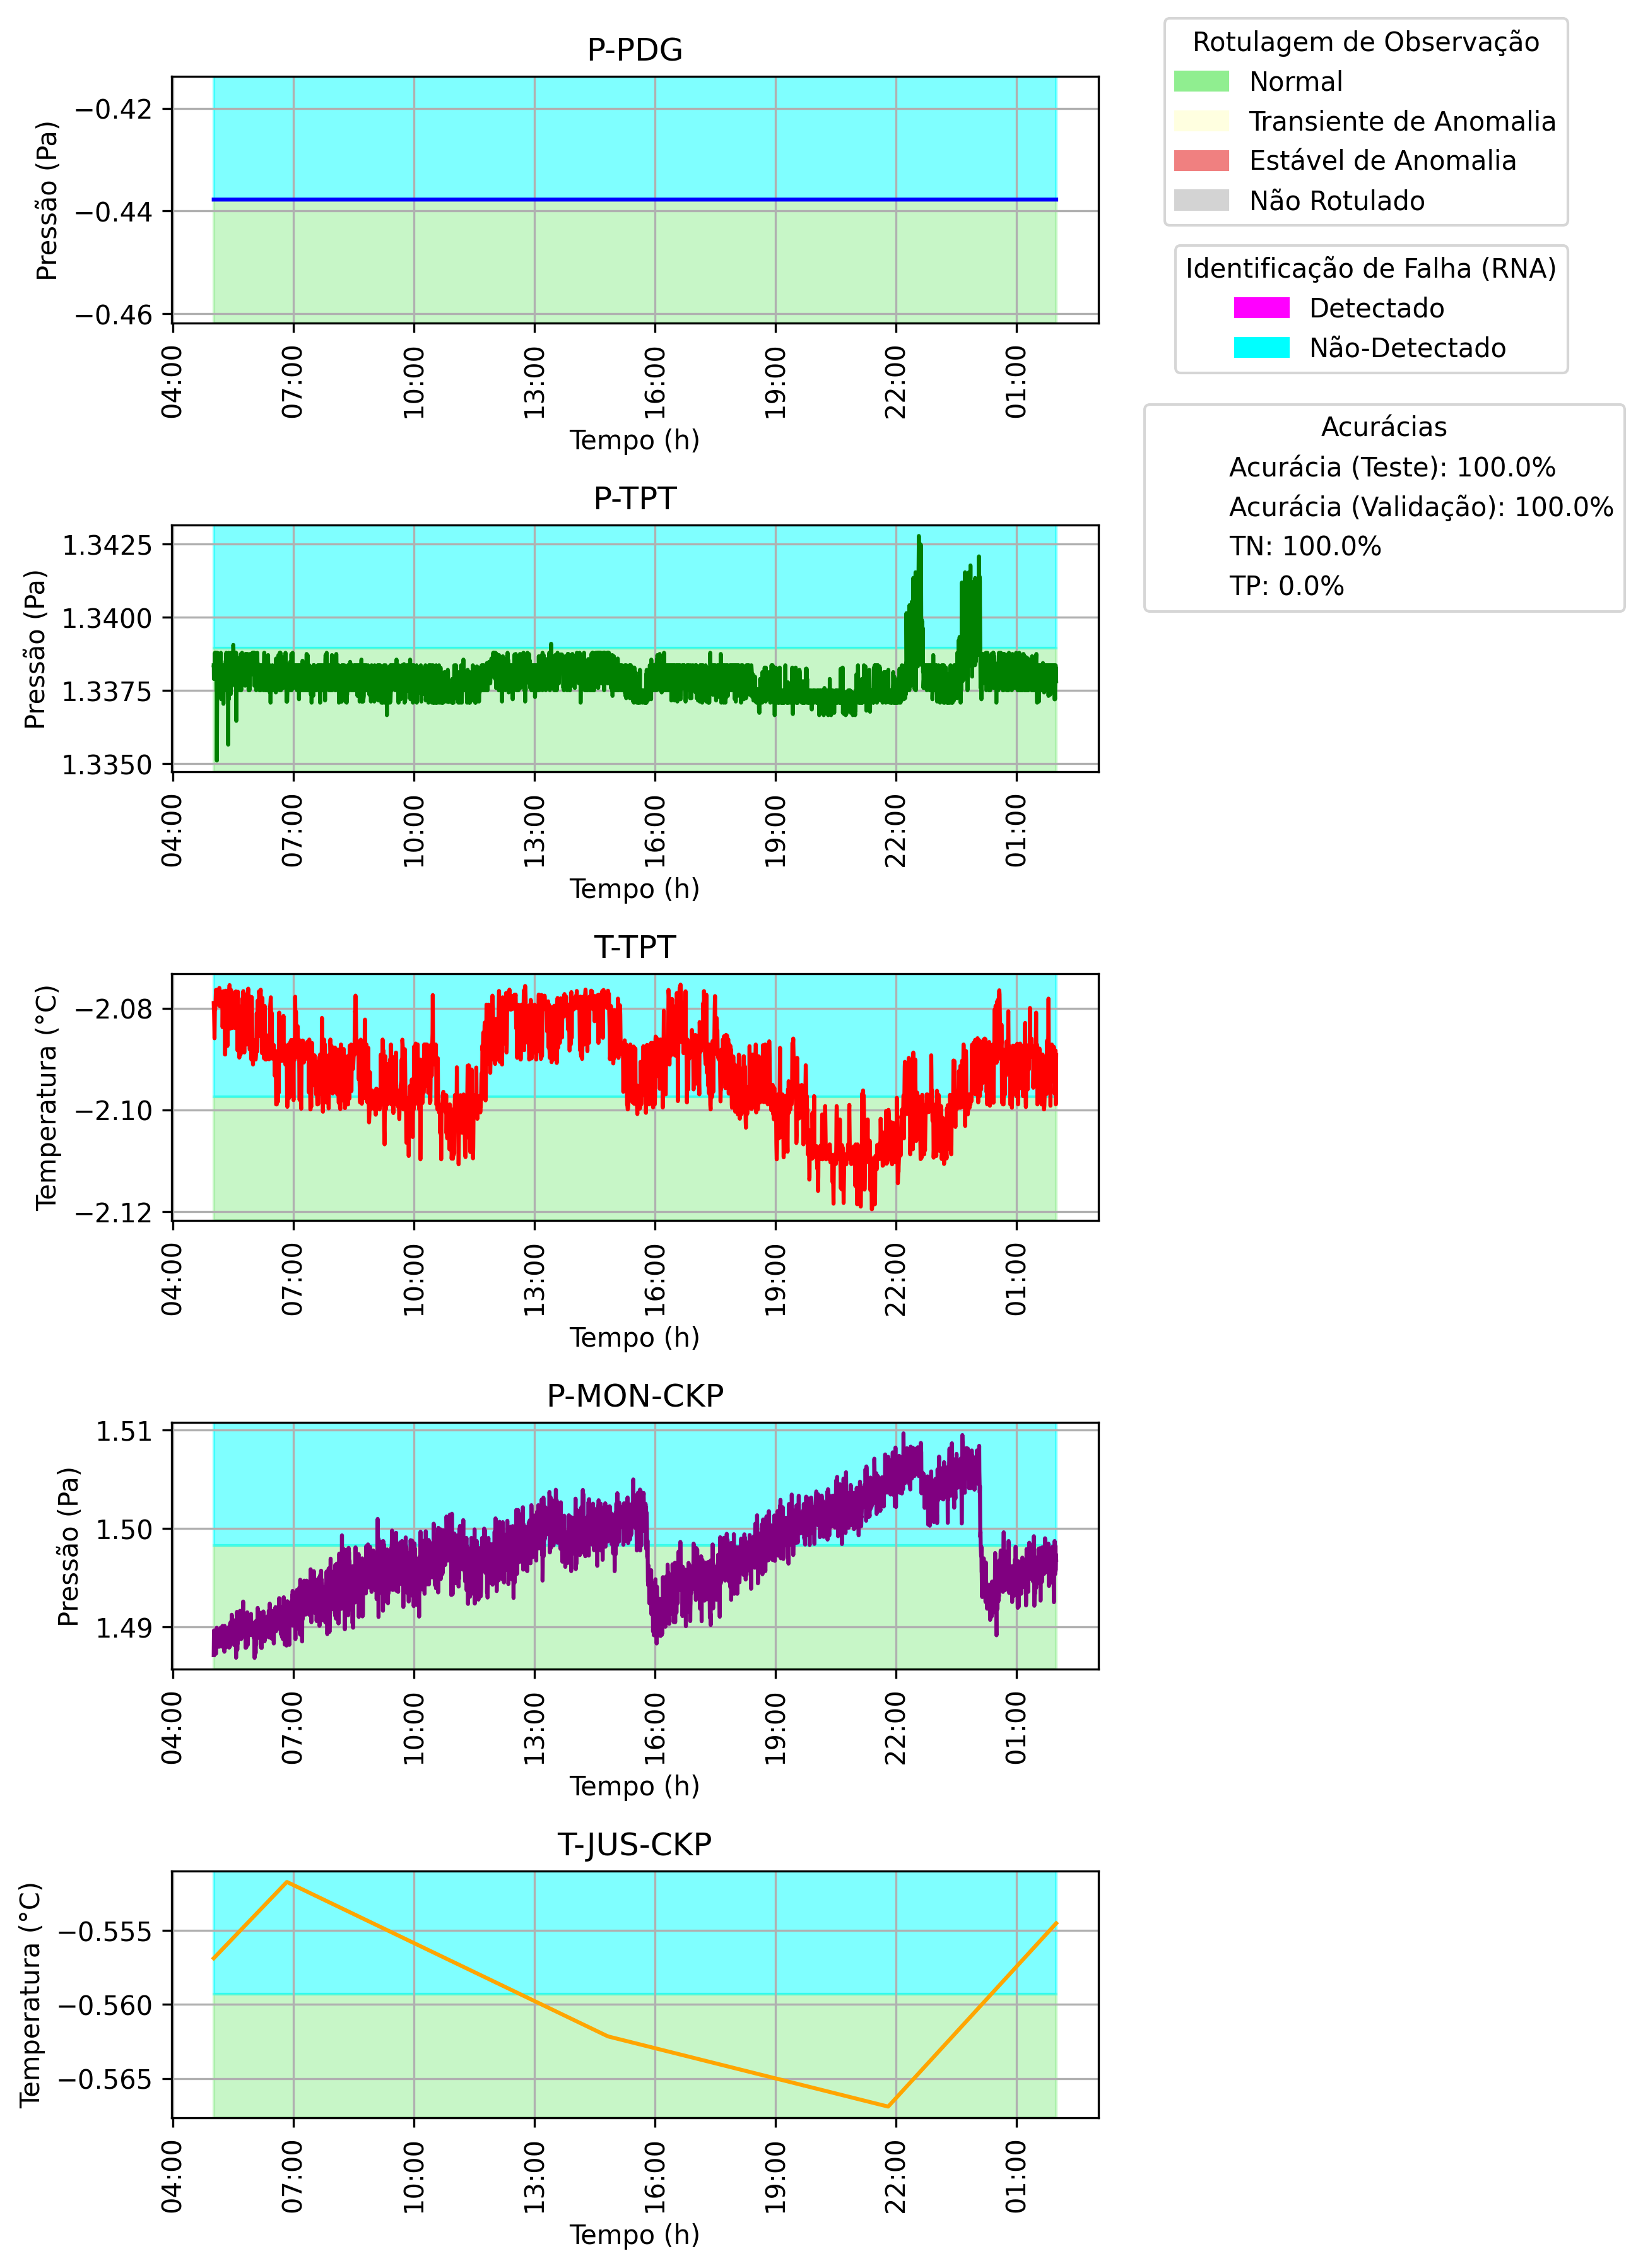 P-PDG
Pressão (Pa)
−0.42
−0.44
−0.46
04:00 07:00 10:00 13:00 16:00 19:00 22:00 01:00
Tempo (h)
Rotulagem de Observação
Normal
Transiente de Anomalia
Estável de Anomalia
Não Rotulado
Identificação de Falha (RNA)
Detectado
Não-Detectado
Acurácias
Acurácia (Teste): 100.0%
Acurácia (Validação): 100.0%
TN: 100.0%
TP: 0.0%
P-TPT
Pressão (Pa)
1.3425
1.3400
1.3375
1.3350
04:00 07:00 10:00 13:00 16:00 19:00 22:00 01:00
Tempo (h)
T-TPT
Temperatura (°C)
−2.08
−2.10
−2.12
04:00 07:00 10:00 13:00 16:00 19:00 22:00 01:00
Tempo (h)
P-MON-CKP
Pressão (Pa)
1.51
1.50
1.49
04:00 07:00 10:00 13:00 16:00 19:00 22:00 01:00
Tempo (h)
T-JUS-CKP
Temperatura (°C)
−0.555
−0.560
−0.565
04:00 07:00 10:00 13:00 16:00 19:00 22:00 01:00
Tempo (h)